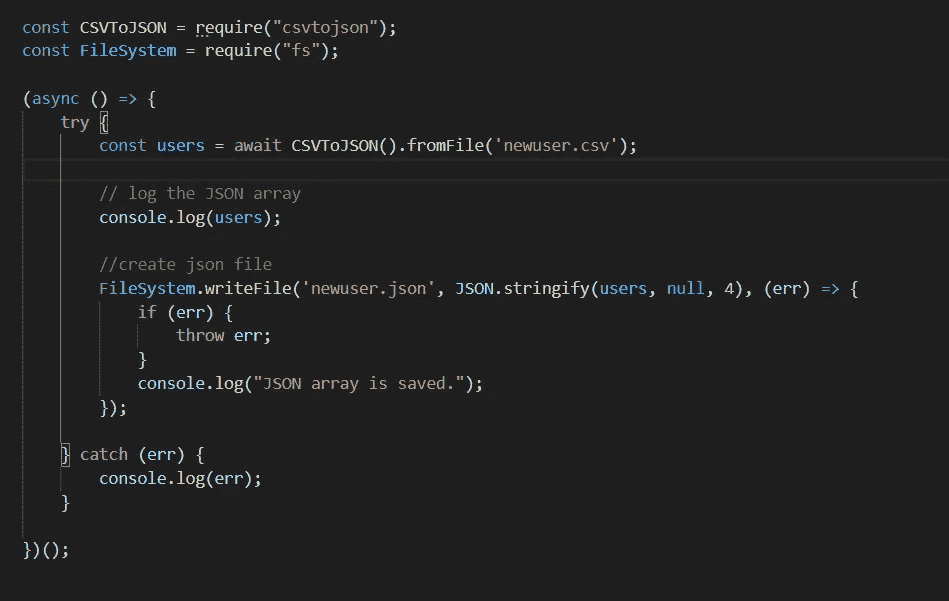 const CSVToJSON = require("csvtojson");
const FileSystem = require("fs");
(async () => {
try {
const users = await CSVToJSON().fromFile('newuser.csv');
// log the JSON array
console.log(users);
//create json file
FileSystem.writeFile('newuser.json', JSON.stringify(users, null, 4), (err) => {
if (err) {
throw err;
}
console.log("JSON array is saved.");
});
} catch (err) {
console.log(err);
}
})();